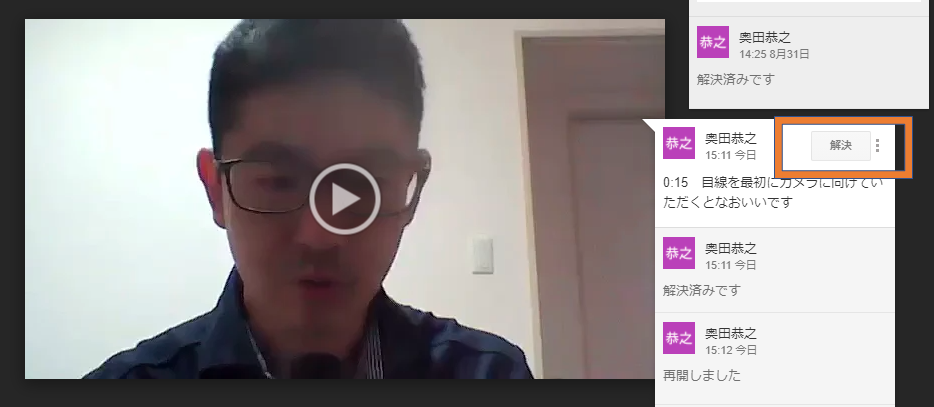 恭之
奥田恭之
14:25 8月31日
解決済みです
恭之
奥田恭之
15:11 今日
解決
0:15　目線を最初にカメラに向けてい
ただくとなおいいです
恭之
奥田恭之
15:11 今日
解決済みです
恭之
奥田恭之
15:12 今日
再開しました